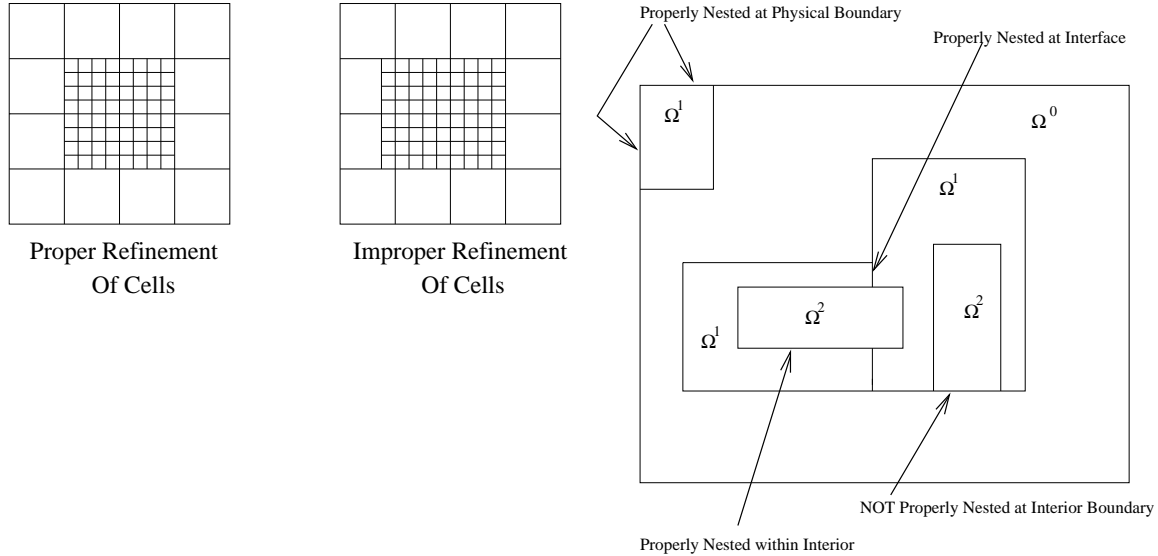 Proper Refinement
Of Cells
Improper Refinement
Of Cells
Properly Nested at Physical Boundary
Properly Nested at Interface
Ω1
Ω0
Ω1
Ω2
Ω2
Ω1
NOT Properly Nested at Interior Boundary
Properly Nested within Interior